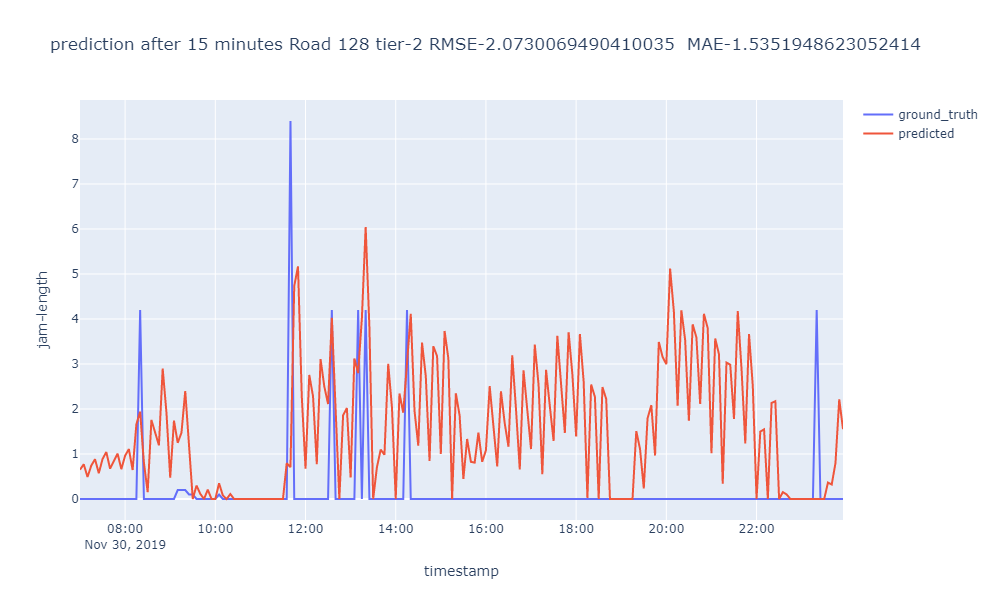 prediction after 15 minutes Road 128 tier-2 RMSE-2.0730069490410035  MAE-1.5351948623052414
ground_truth
predicted
8
7
6
5
4
3
2
1
0
jam-length
08:00 10:00 12:00 14:00 16:00 18:00 20:00 22:00
Nov 30, 2019
timestamp